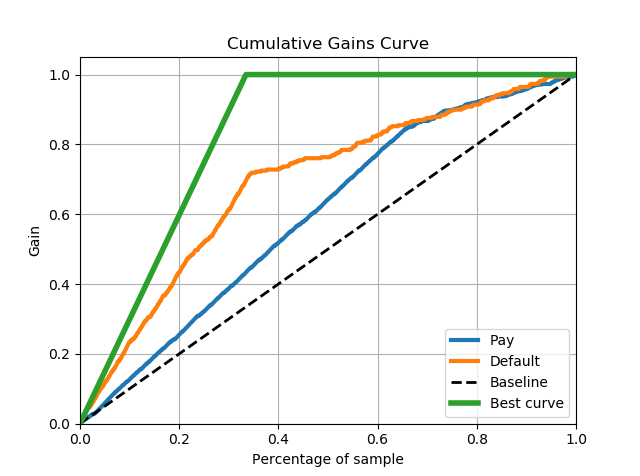 Cumulative Gains Curve
1.0
0.8
0.6
0.4
0.2
0.0
Gain
0.0 0.2 0.4 0.6 0.8 1.0
Percentage of sample
Pay
Default
Baseline
Best curve